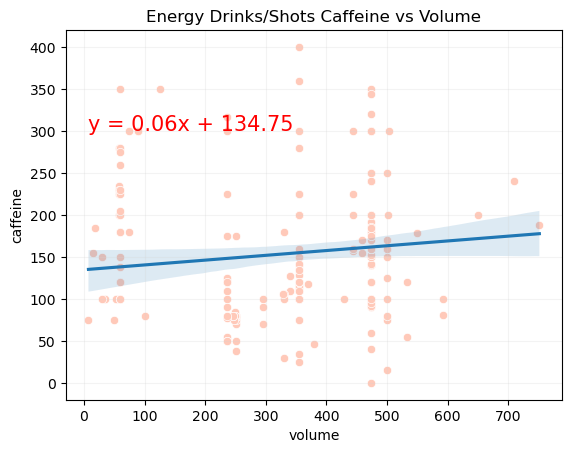 Energy Drinks/Shots Caffeine vs Volume
400
350
300
250
200
150
100
50
0
y = 0.06x + 134.75
caffeine
0 100 200 300 400 500 600 700
volume